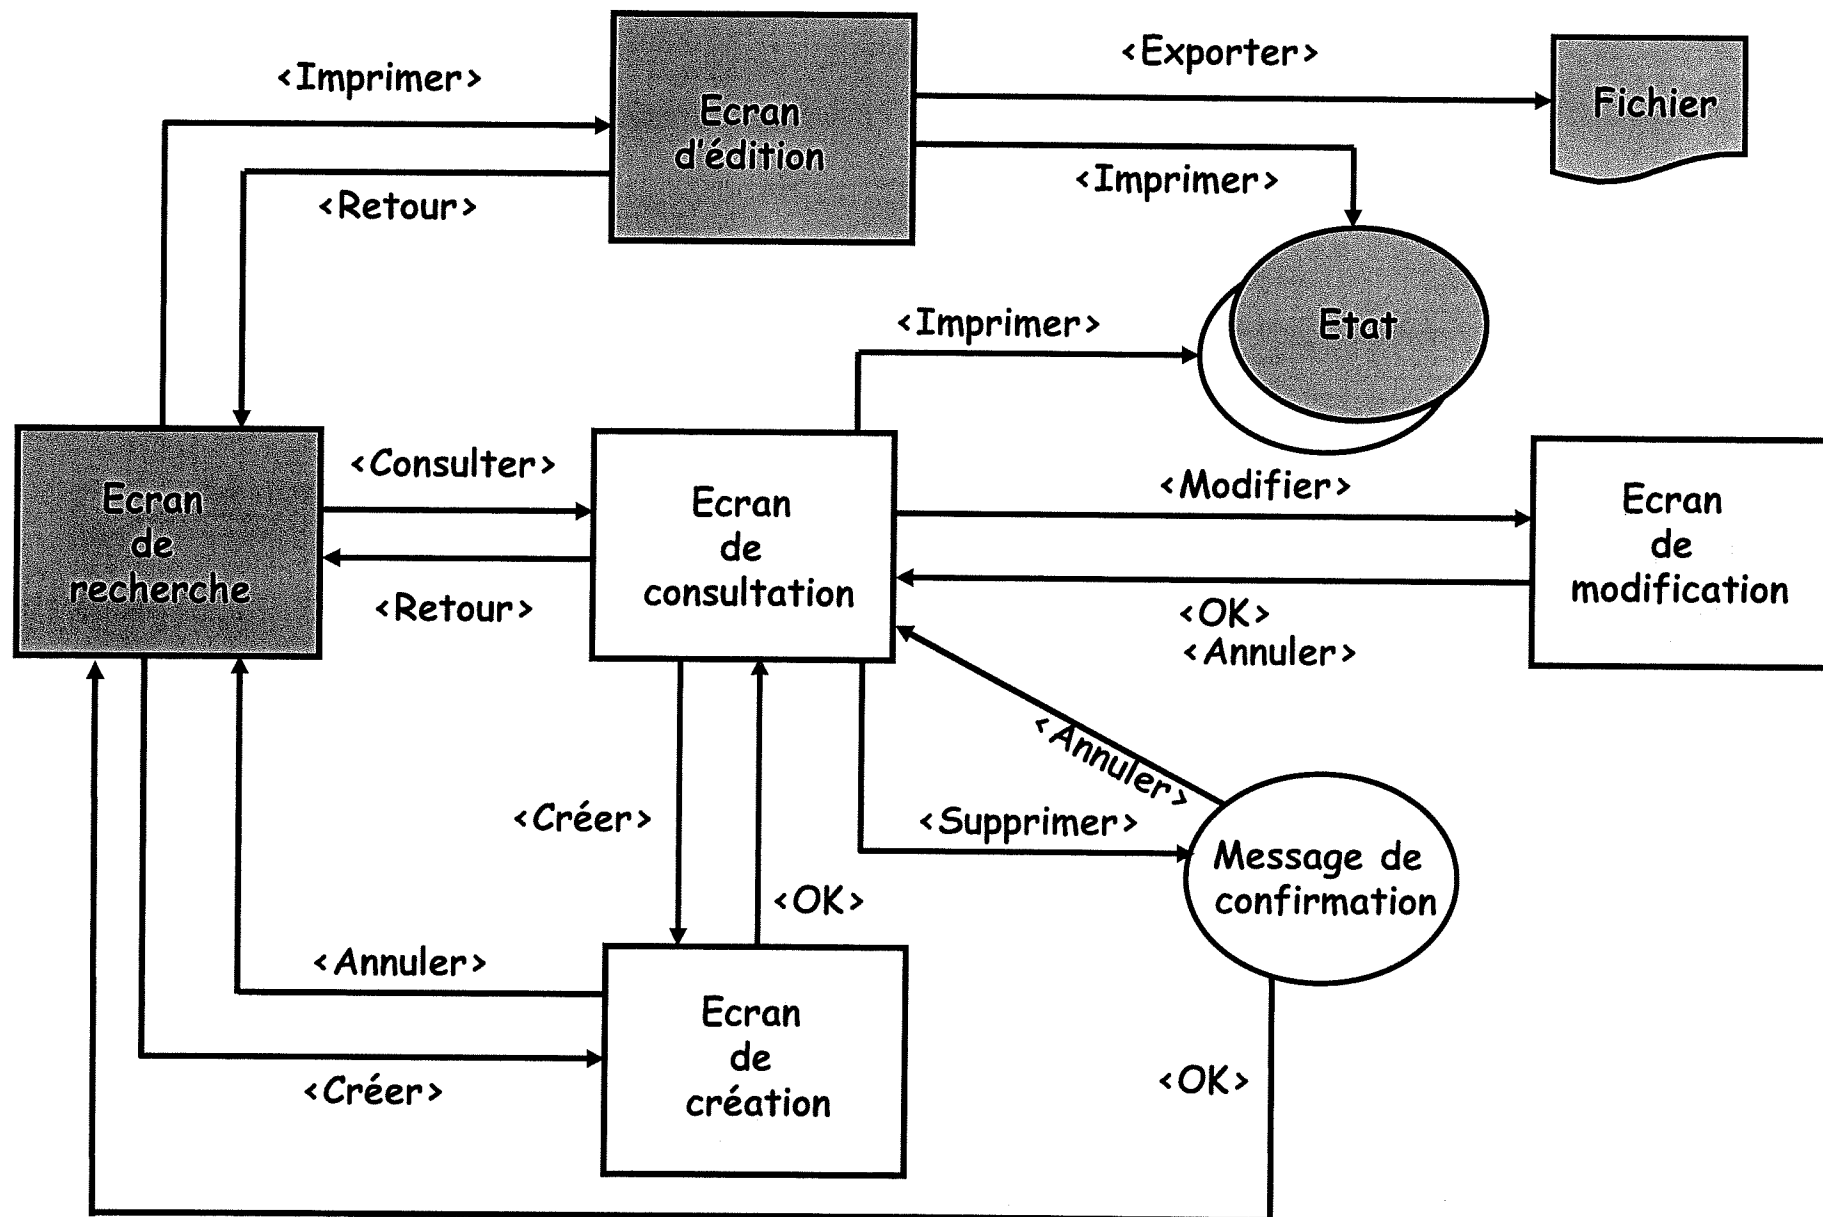 <Imprimer>
<Exporter>
Ecran
d'édition
Fichier
<Retour>
<Imprimer>
<Imprimer>
Etat
<Consulter>
<Modifier>
Ecran
de
recherche
Ecran
de
consultation
Ecran
de
modification
<Retour>
<OK>
<Annuler>
<Annuler>
<Créer>
<Supprimer>
Message de
confirmation
<OK>
<Annuler>
Ecran
de
création
<Créer>
<OK>